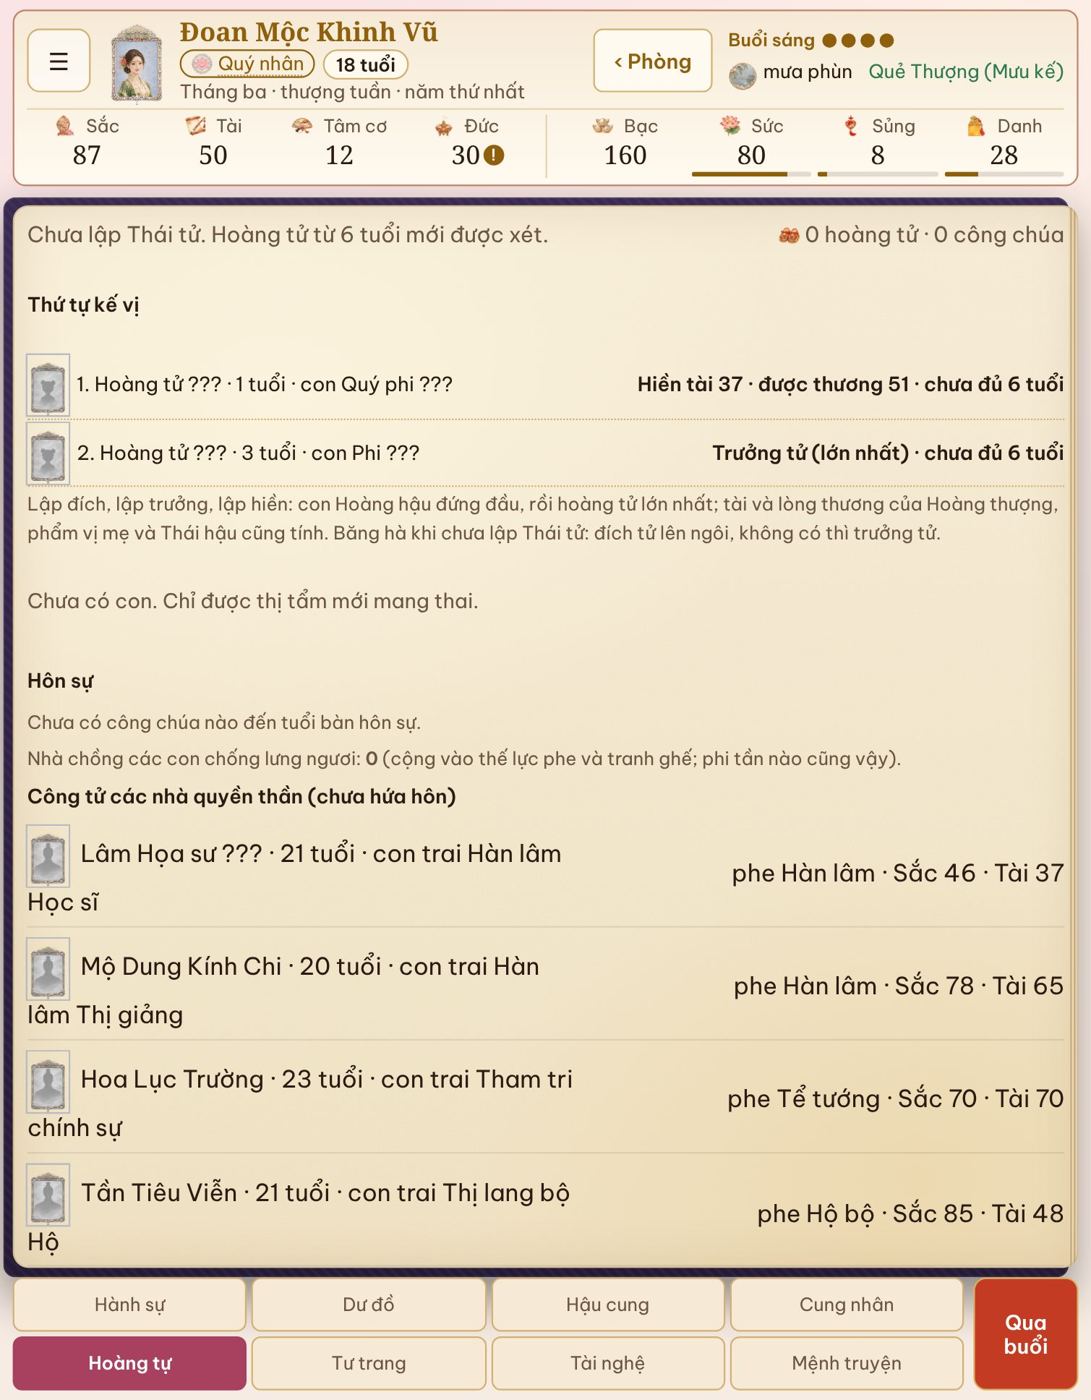 ☰
Đoan Mộc Khinh Vũ
Quý nhân
18 tuổi
Tháng ba · thượng tuần · năm thứ nhất
‹ Phòng
Buổi sáng
mưa phùn Quẻ Thượng (Mưu kế)
Sắc Tài Tâm cơ Đức Bạc Sức Sủng Danh
87 50 12 30! 160 80 8 28
Chưa lập Thái tử. Hoàng tử từ 6 tuổi mới được xét. 0 hoàng tử · 0 công chúa
Thứ tự kế vị
1. Hoàng tử ??? · 1 tuổi · con Quý phi ??? Hiền tài 37 · được thương 51 · chưa đủ 6 tuổi
2. Hoàng tử ??? · 3 tuổi · con Phi ??? Trưởng tử (lớn nhất) · chưa đủ 6 tuổi
Lập đích, lập trưởng, lập hiền: con Hoàng hậu đứng đầu, rồi hoàng tử lớn nhất; tài và lòng thương của Hoàng thượng,
phẩm vị mẹ và Thái hậu cũng tính. Băng hà khi chưa lập Thái tử: đích tử lên ngôi, không có thì trưởng tử.
Chưa có con. Chỉ được thị tẩm mới mang thai.
Hôn sự
Chưa có công chúa nào đến tuổi bàn hôn sự.
Nhà chồng các con chống lưng ngươi: 0 (cộng vào thế lực phe và tranh ghế; phi tần nào cũng vậy).
Công tử các nhà quyền thần (chưa hứa hôn)
Lâm Họa sư ??? · 21 tuổi · con trai Hàn lâm
Học sĩ
phe Hàn lâm · Sắc 46 · Tài 37
Mộ Dung Kính Chi · 20 tuổi · con trai Hàn
lâm Thị giảng
phe Hàn lâm · Sắc 78 · Tài 65
Hoa Lục Trường · 23 tuổi · con trai Tham tri
chính sự
phe Tể tướng · Sắc 70 · Tài 70
Tần Tiêu Viễn · 21 tuổi · con trai Thị lang bộ
Hộ
phe Hộ bộ · Sắc 85 · Tài 48
Hành sự Dư đồ Hậu cung Cung nhân
Hoàng tự Tư trang Tài nghệ Mệnh truyện
Qua
buổi